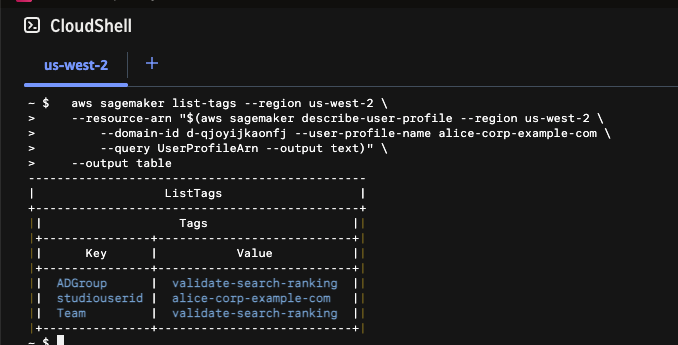 CloudShell
us-west-2 +
~ $   aws sagemaker list-tags --region us-west-2 \
>     --resource-arn "$(aws sagemaker describe-user-profile --region us-west-2 \
>         --domain-id d-qjoyijkaonfj --user-profile-name alice-corp-example-com \
>         --query UserProfileArn --output text)" \
>     --output table
-----------------------------------------------
|                  ListTags                   |
+---------------------------------------------+
||                   Tags                    ||
|+---------------+---------------------------+|
||      Key      |           Value           ||
|+---------------+---------------------------+|
||  ADGroup      |  validate-search-ranking  ||
||  studiouserid |  alice-corp-example-com   ||
||  Team         |  validate-search-ranking  ||
|+---------------+---------------------------+|
~ $